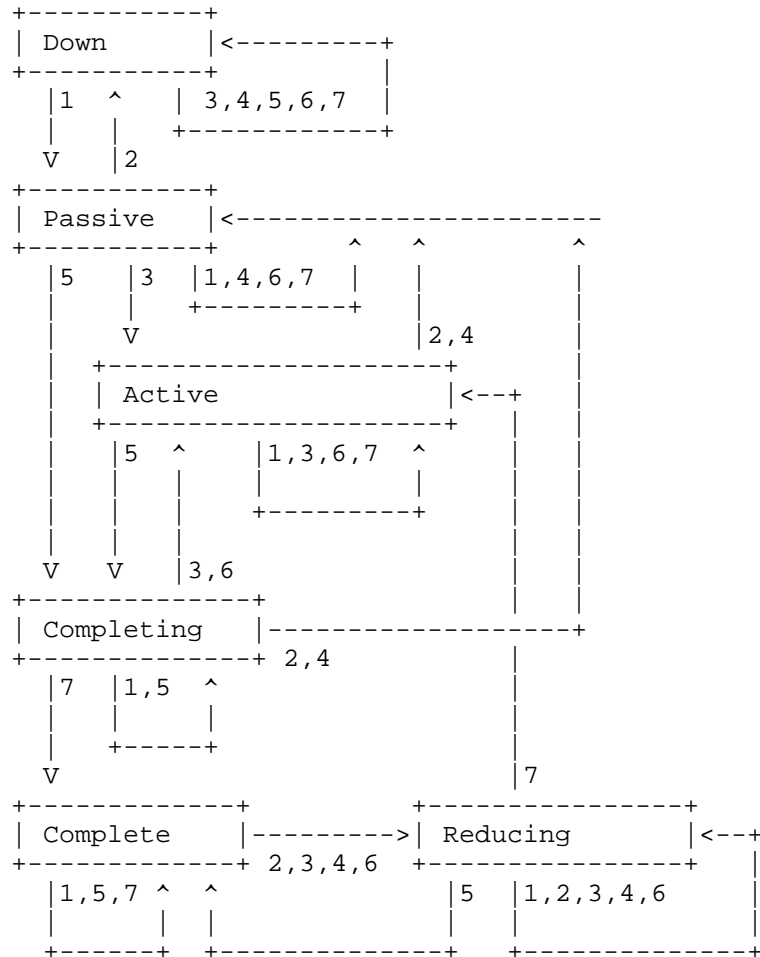 Down
1 3,4,5,6,7
V 2
Passive
5 3 1,4,6,7
V 2,4
Active
5 1,3,6,7
V V 3,6
Completing
2,4
7 1,5
V 7
Complete Reducing
2,3,4,6
1,5,7 5 1,2,3,4,6